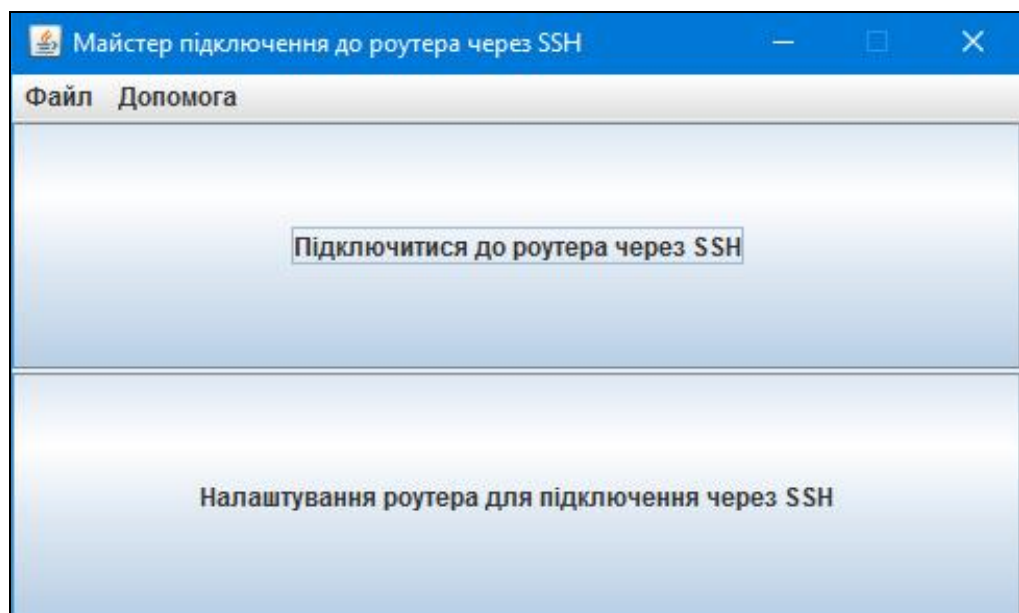 Майстер підключення до роутера через SSH
Файл Допомога
Підключитися до роутера через SSH
Налаштування роутера для підключення через SSH